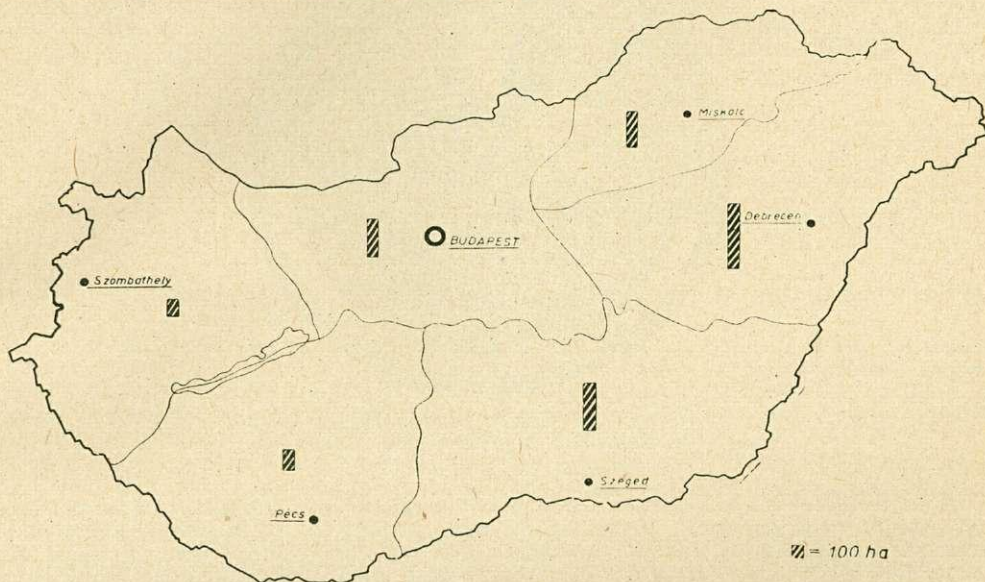 MISKOLC
Debrecen
BUDAPEST
Szombathely
Szeged
Pécs
= 100 ha